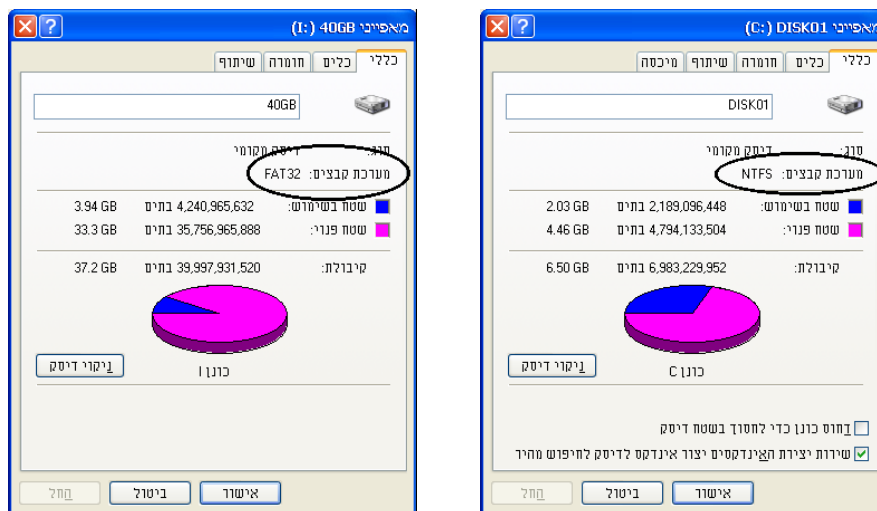 מאפייני 40GB (I:)
כללי כלים חומרה שיתוף
40GB
סוג: דיסק מקומי
מערכת קבצים: FAT32
שטח בשימוש: 4,240,965,632 בתים 3.94 GB
שטח פנוי: 35,756,965,888 בתים 33.3 GB
קיבולת: 39,997,931,520 בתים 37.2 GB
כונן I
ניקוי דיסק
אישור ביטול החל
מאפייני DISK01 (C:)
כללי כלים חומרה שיתוף מיכסה
DISK01
סוג: דיסק מקומי
מערכת קבצים: NTFS
שטח בשימוש: 2,189,096,448 בתים 2.03 GB
שטח פנוי: 4,794,133,504 בתים 4.46 GB
קיבולת: 6,983,229,952 בתים 6.50 GB
כונן C
ניקוי דיסק
דחוס כונן כדי לחסוך בשטח דיסק
שירות יצירת האינדקסים יצור אינדקס לדיסק לחיפוש מהיר
אישור ביטול החל